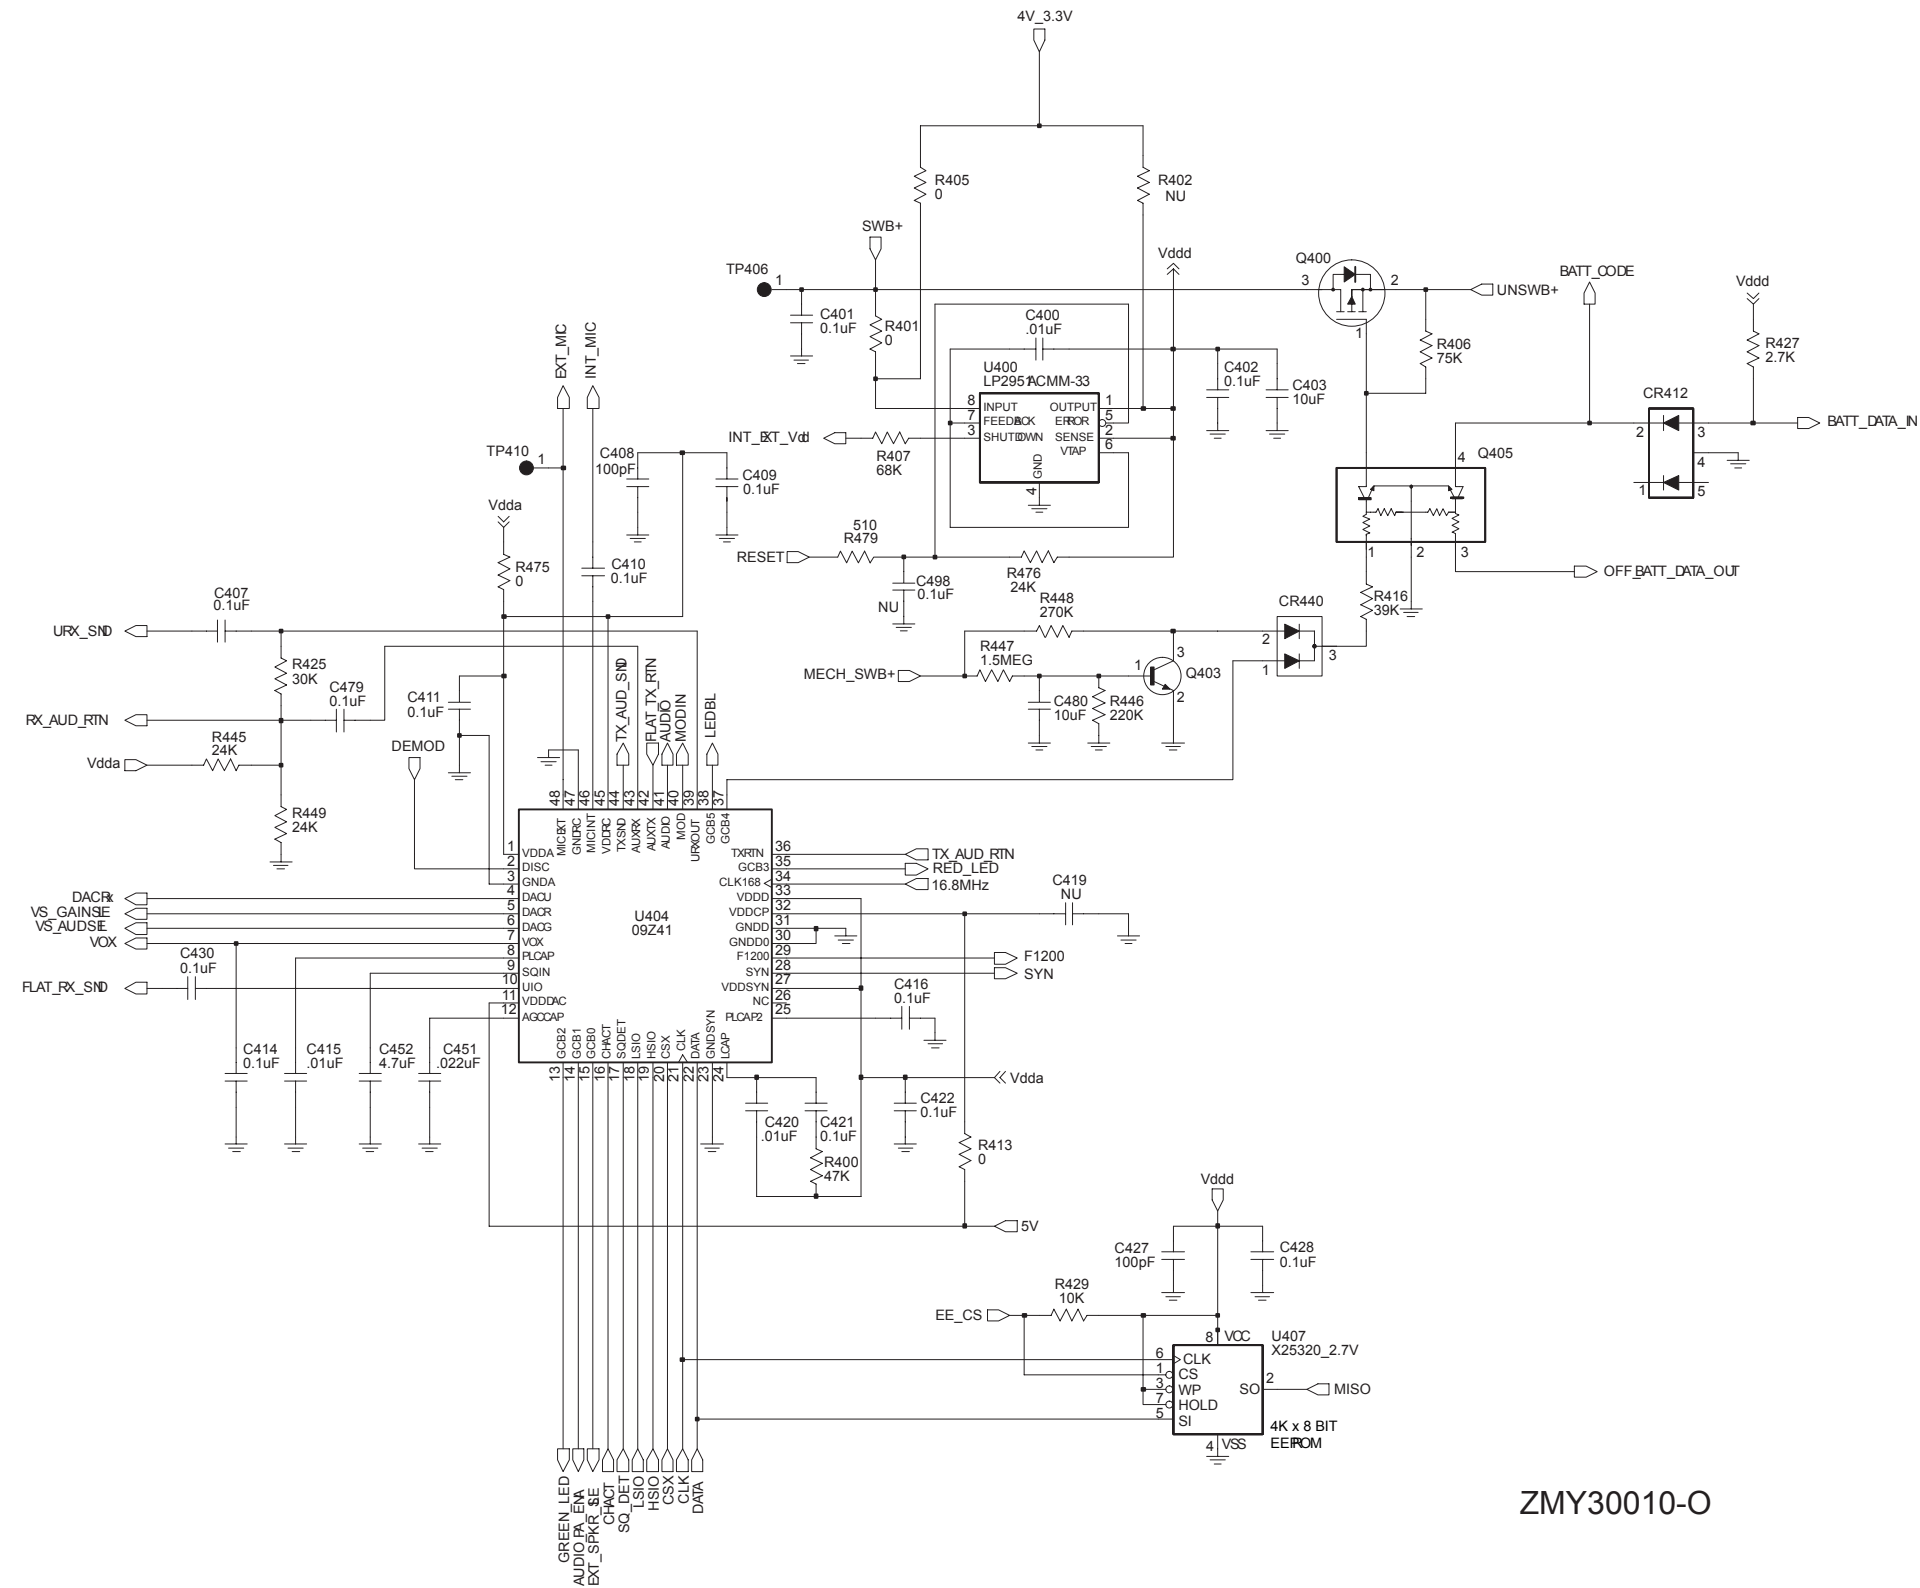 4V_3.3V
R405
0
R402
NU
SWB+
TP406
1
Vddd
Q400
3
2
1
UNSWB+
BATT_CODE
Vddd
C401
0.1uF
R401
0
C400
.01uF
R406
75K
R427
2.7K
EXT_MIC
INT_MIC
U400
LP2951ACMM-33
C402
0.1uF
C403
10uF
CR412
8
INPUT
OUTPUT
1
7
FEEDBACK
ERROR
5
3
SHUTDOWN
SENSE
2
VTAP
6
GND
4
INT_EXT_Vdd
R407
68K
2
3
4
1
5
BATT_DATA_IN
TP410
1
C408
100pF
C409
0.1uF
4
Q405
1
2
3
Vdda
R475
0
C410
0.1uF
510
R479
RESET
R476
24K
C498
0.1uF
NU
OFF_BATT_DATA_OUT
R416
39K
C407
0.1uF
URX_SND
R448
270K
CR440
2
1
3
R425
30K
C479
0.1uF
R447
1.5MEG
MECH_SWB+
1
3
Q403
2
C480
10uF
R446
220K
RX_AUD_RTN
C411
0.1uF
TX_AUD_SND
FLAT_TX_RTN
AUDIO
MODIN
LEDBL
R445
24K
Vdda
DEMOD
R449
24K
48
47
46
45
44
43
42
41
40
39
38
37
MICEXT
GNDRC
MICINT
VDDRC
TXSND
AUXRX
AUXTX
AUDIO
MOD
URXOUT
GCB5
GCB4
1
VDDA
TXRTN
36
TX_AUD_RTN
2
DISC
GCB3
35
RED_LED
3
GNDA
CLK168
34
16.8MHz
DACRx
4
DACU
VDDD
33
VS_GAINSEL
5
DACR
VDDCP
32
VS_AUDSEL
6
DACG
GNDD
31
VOX
7
VOX
GNDD0
30
8
PLCAP
F1200
29
F1200
9
SQIN
SYN
28
SYN
FLAT_RX_SND
10
UIO
VDDSYN
27
11
VDDDAC
NC
26
12
AGCCAP
PLCAP2
25
U404
09Z41
C419
NU
C430
0.1uF
C416
0.1uF
GCB2
GCB1
GCB0
CHACT
SQDET
LSIO
HSIO
CSX
CLK
DATA
GNDSYN
LCAP
13
14
15
16
17
18
19
20
21
22
23
24
C414
0.1uF
C415
.01uF
C452
4.7uF
C451
.022uF
Vdda
C420
.01uF
C421
0.1uF
C422
0.1uF
R400
47K
R413
0
5V
Vddd
C427
100pF
C428
0.1uF
R429
10K
EE_CS
8
VCC
U407
X25320_2.7V
6
CLK
1
CS
3
WP
7
HOLD
5
SI
SO
2
MISO
4
VSS
4K x 8 BIT
EEPROM
GREEN_LED
AUDIO PA_ENA
EXT_SPKR_SEL
CHACT
SQ_DET
LSIO
HSIO
CSX
CLK
DATA
ZMY30010-O